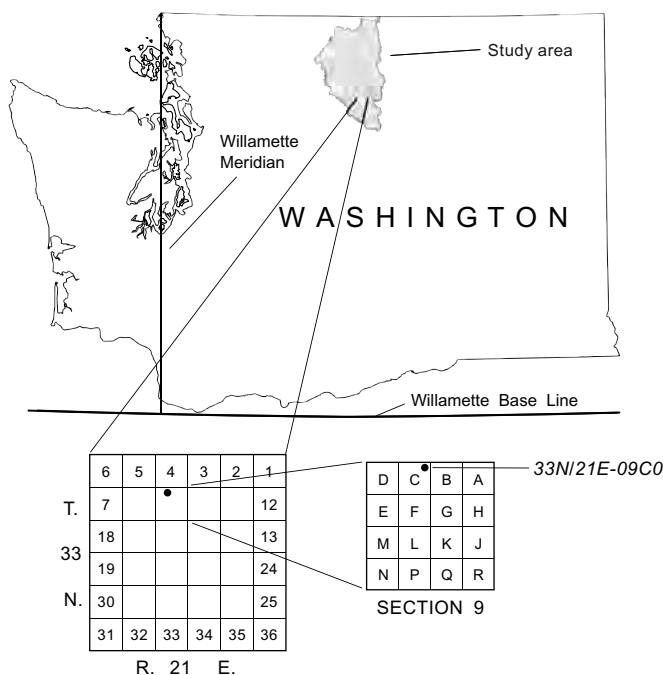 Study area
Willamette
Meridian
WASHINGTON
Willamette Base Line
33N/21E-09C0
6 5 4 3 2 1
T. 7 12
18 13
33
19 24
N. 30 25
31 32 33 34 35 36
R. 21 E.
D C B A
E F G H
M L K J
N P Q R
SECTION 9